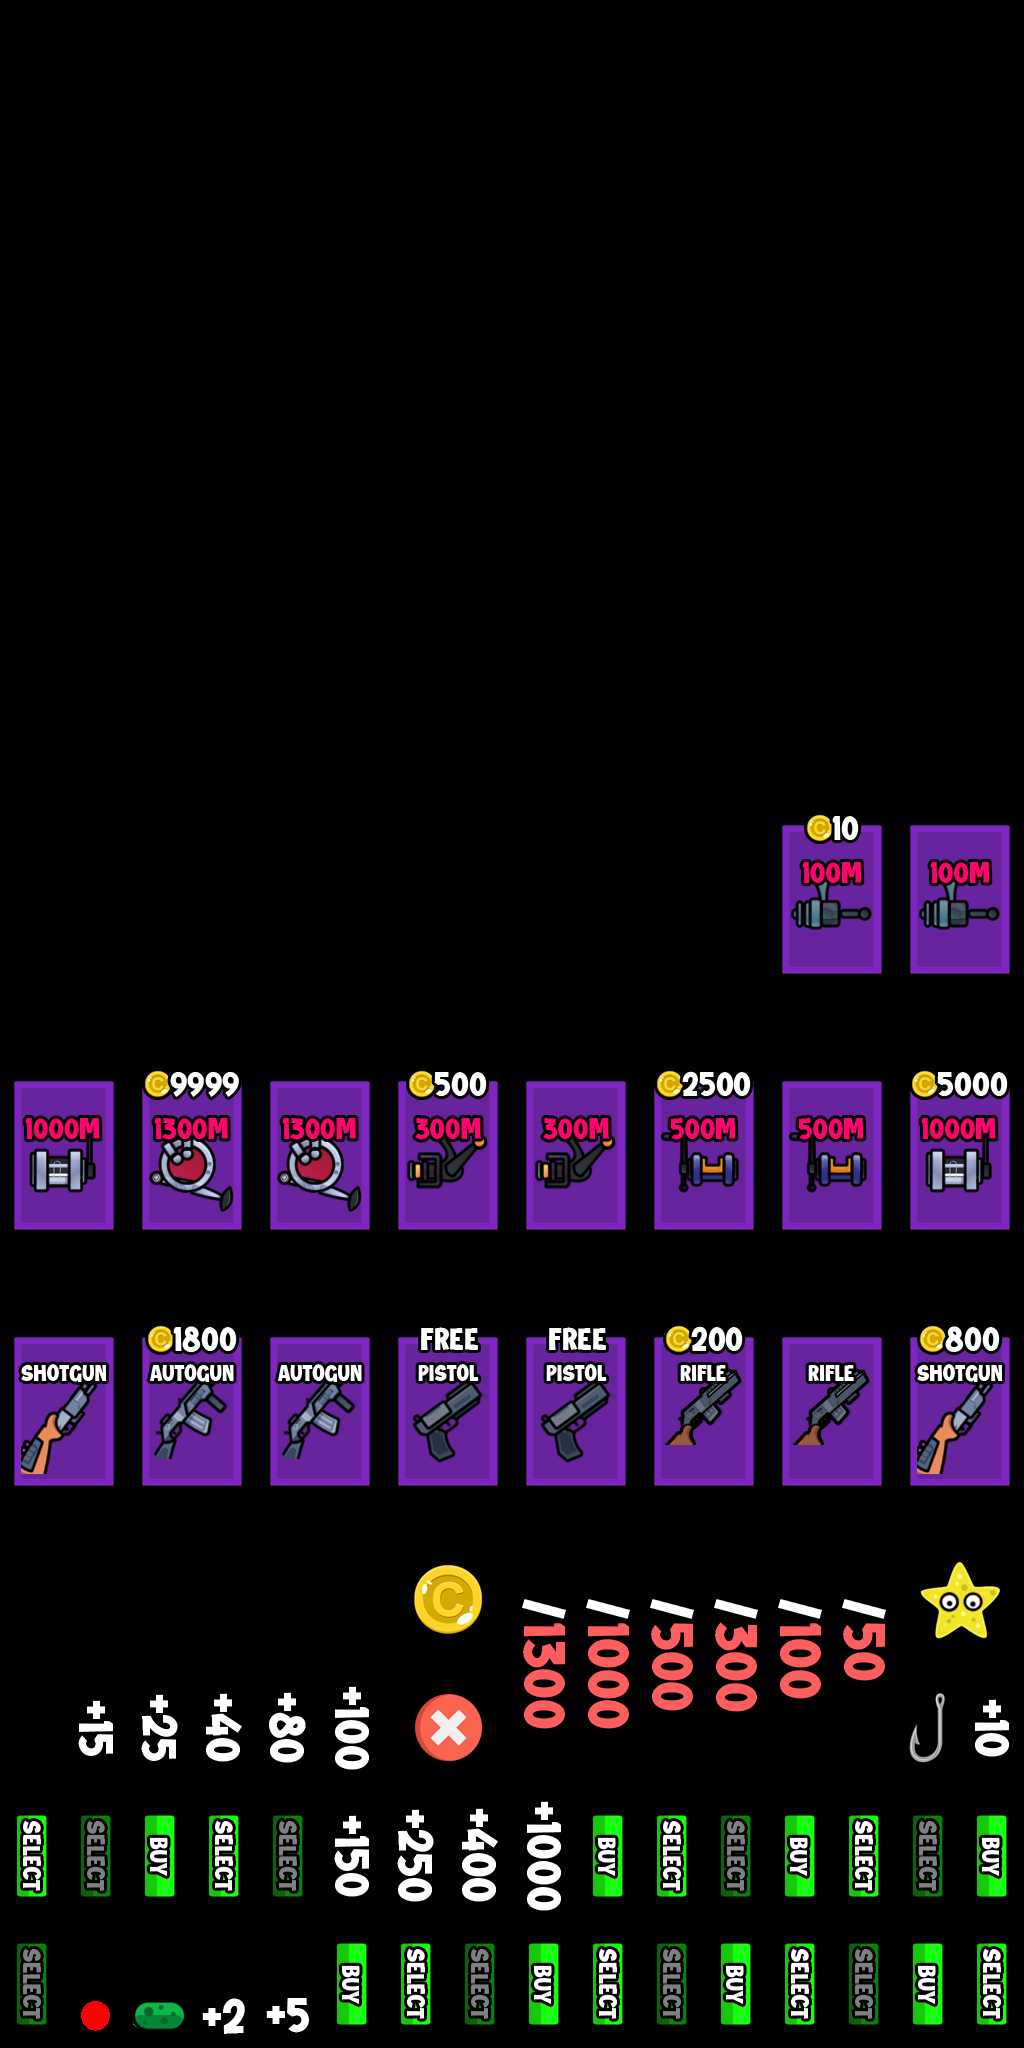 10
100M
100M
9999
500
2500
5000
1000M
1300M
1300M
300M
300M
500M
500M
1000M
1800
FREE
FREE
200
800
SHOTGUN
AUTOGUN
AUTOGUN
PISTOL
PISTOL
RIFLE
RIFLE
SHOTGUN
C
/1300
/1000
/500
/300
/100
/50
+15
+25
+40
+80
+100
+10
SELECT
SELECT
BUY
SELECT
SELECT
+150
+250
+400
+1000
BUY
SELECT
SELECT
BUY
SELECT
SELECT
BUY
SELECT
+2
+5
BUY
SELECT
SELECT
BUY
SELECT
SELECT
BUY
SELECT
SELECT
BUY
SELECT